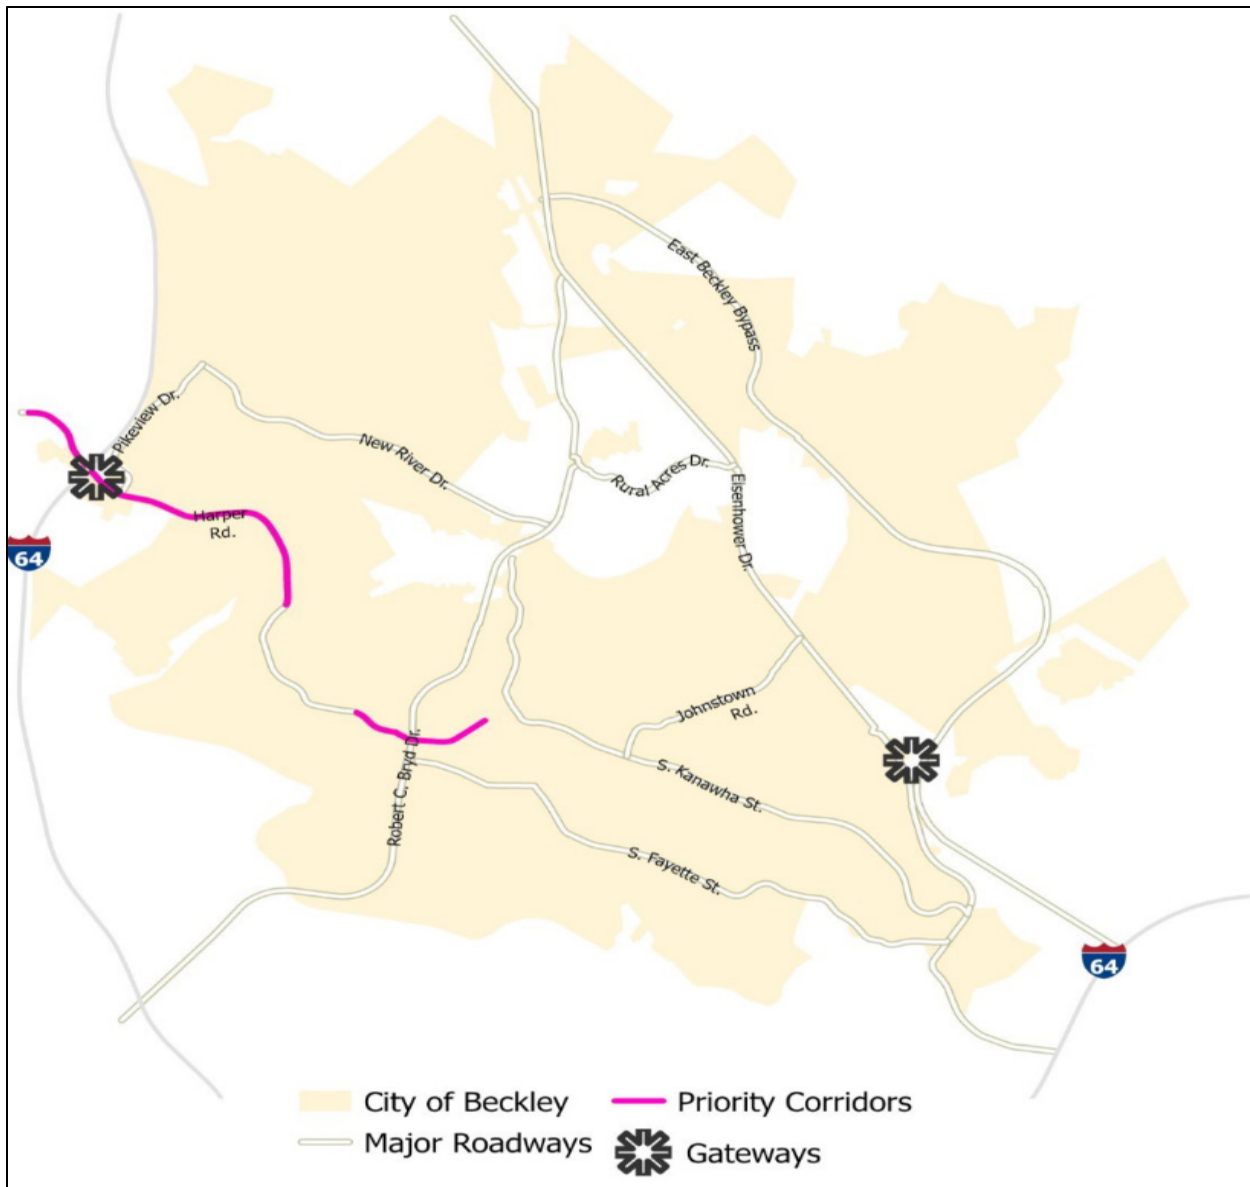 East Beckley Bypass
Pikeview Dr.
New River Dr.
Rural Acres Dr.
Eisenhower Dr.
Harper
Rd.
64
Johnstown
Rd.
Robert C. Bryd Dr.
S. Kanawha St.
S. Fayette St.
64
City of Beckley
Priority Corridors
Major Roadways
Gateways